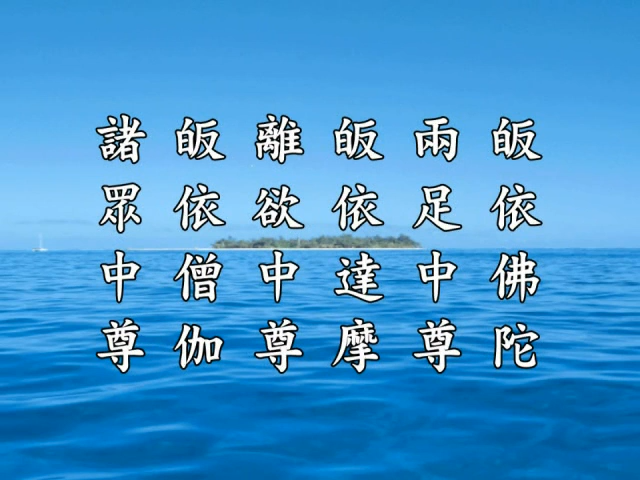 皈依佛陀
兩足中尊
皈依達摩
離欲中尊
皈依僧伽
諸眾中尊